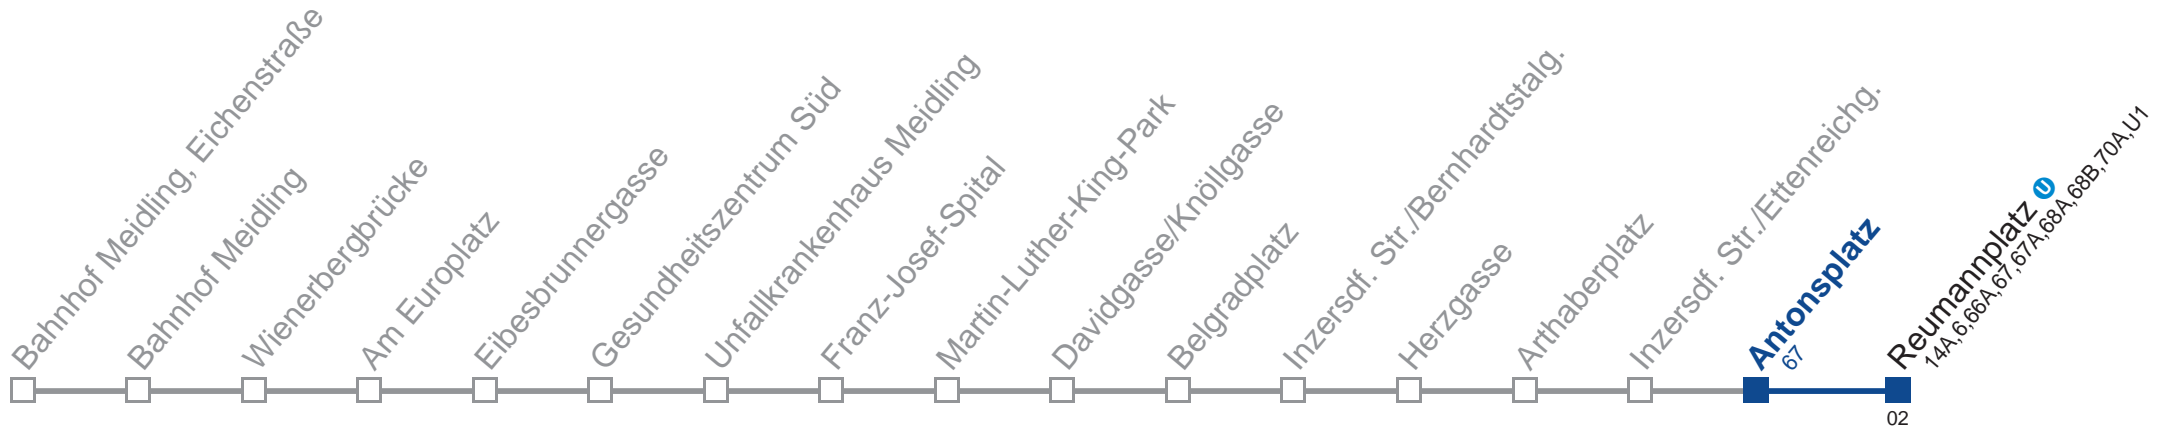 Bahnhof Meidling, Eichenstraße
Bahnhof Meidling
Wienerbergbrücke
Am Europlatz
Eibesbrunnergasse
Gesundheitszentrum Süd
Unfallkrankenhaus Meidling
Franz-Josef-Spital
Martin-Luther-King-Park
Davidgasse/Knöllgasse
Belgradplatz
Inzersdf. Str./Bernhardtstalg.
Herzgasse
Arthaberplatz
Inzersdf. Str./Ettenreichg.
Antonsplatz
67
Reumannplatz U
14A,6,66A,67,67A,68A,68B,70A,U1
02